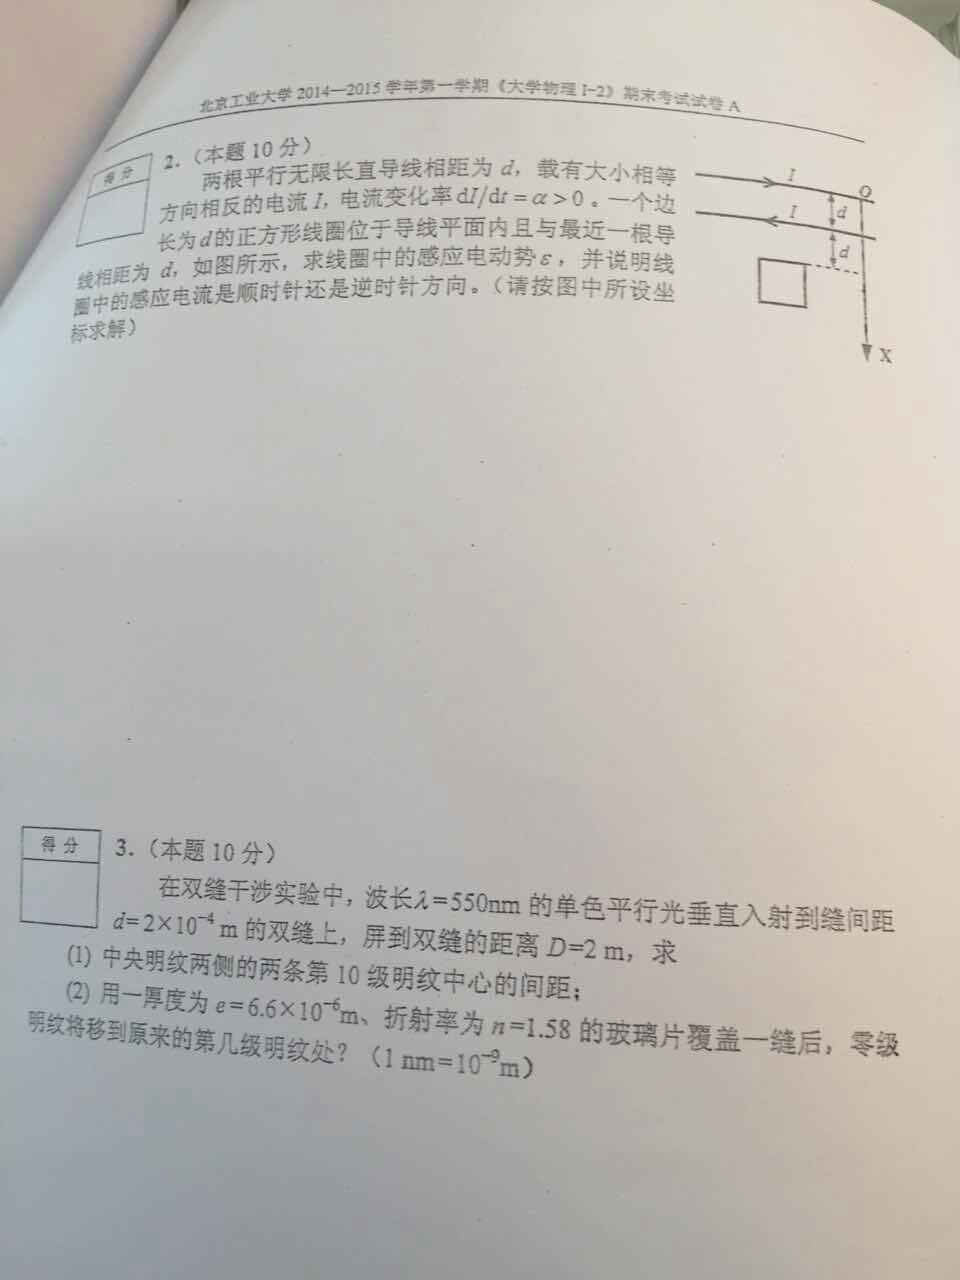 北京工业大学 2014—2015 学年第一学期《大学物理 I-2》期末考试试卷 A
得 分
2.（本题 10 分）
两根平行无限长直导线相距为 d，载有大小相等
方向相反的电流 I，电流变化率 dI/dt = α > 0 。一个边
长为 d 的正方形线圈位于导线平面内且与最近一根导
线相距为 d，如图所示，求线圈中的感应电动势 ε ，并说明线
圈中的感应电流是顺时针还是逆时针方向。（请按图中所设坐
标求解）
I
O
I
d
d
X
得 分
3.（本题 10 分）
在双缝干涉实验中，波长 λ=550nm 的单色平行光垂直入射到缝间距
d=2×10⁻⁴ m 的双缝上，屏到双缝的距离 D=2 m，求
(1) 中央明纹两侧的两条第 10 级明纹中心的间距；
(2) 用一厚度为 e=6.6×10⁻⁶m、折射率为 n=1.58 的玻璃片覆盖一缝后，零级
明纹将移到原来的第几级明纹处？（1 nm=10⁻⁹m）